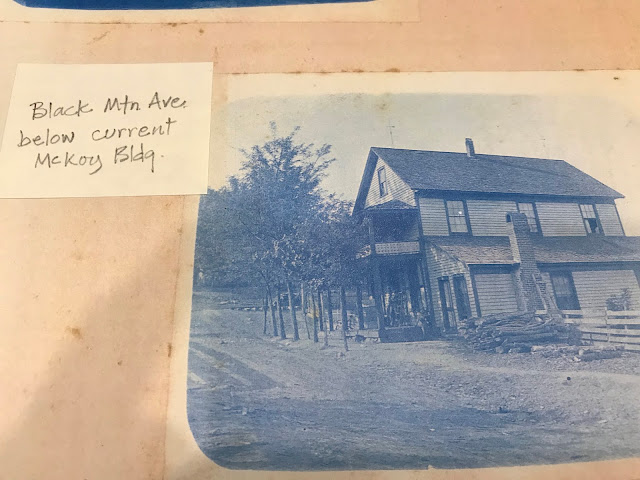 Black Mtn Ave.
below current
McKoy Bldg.